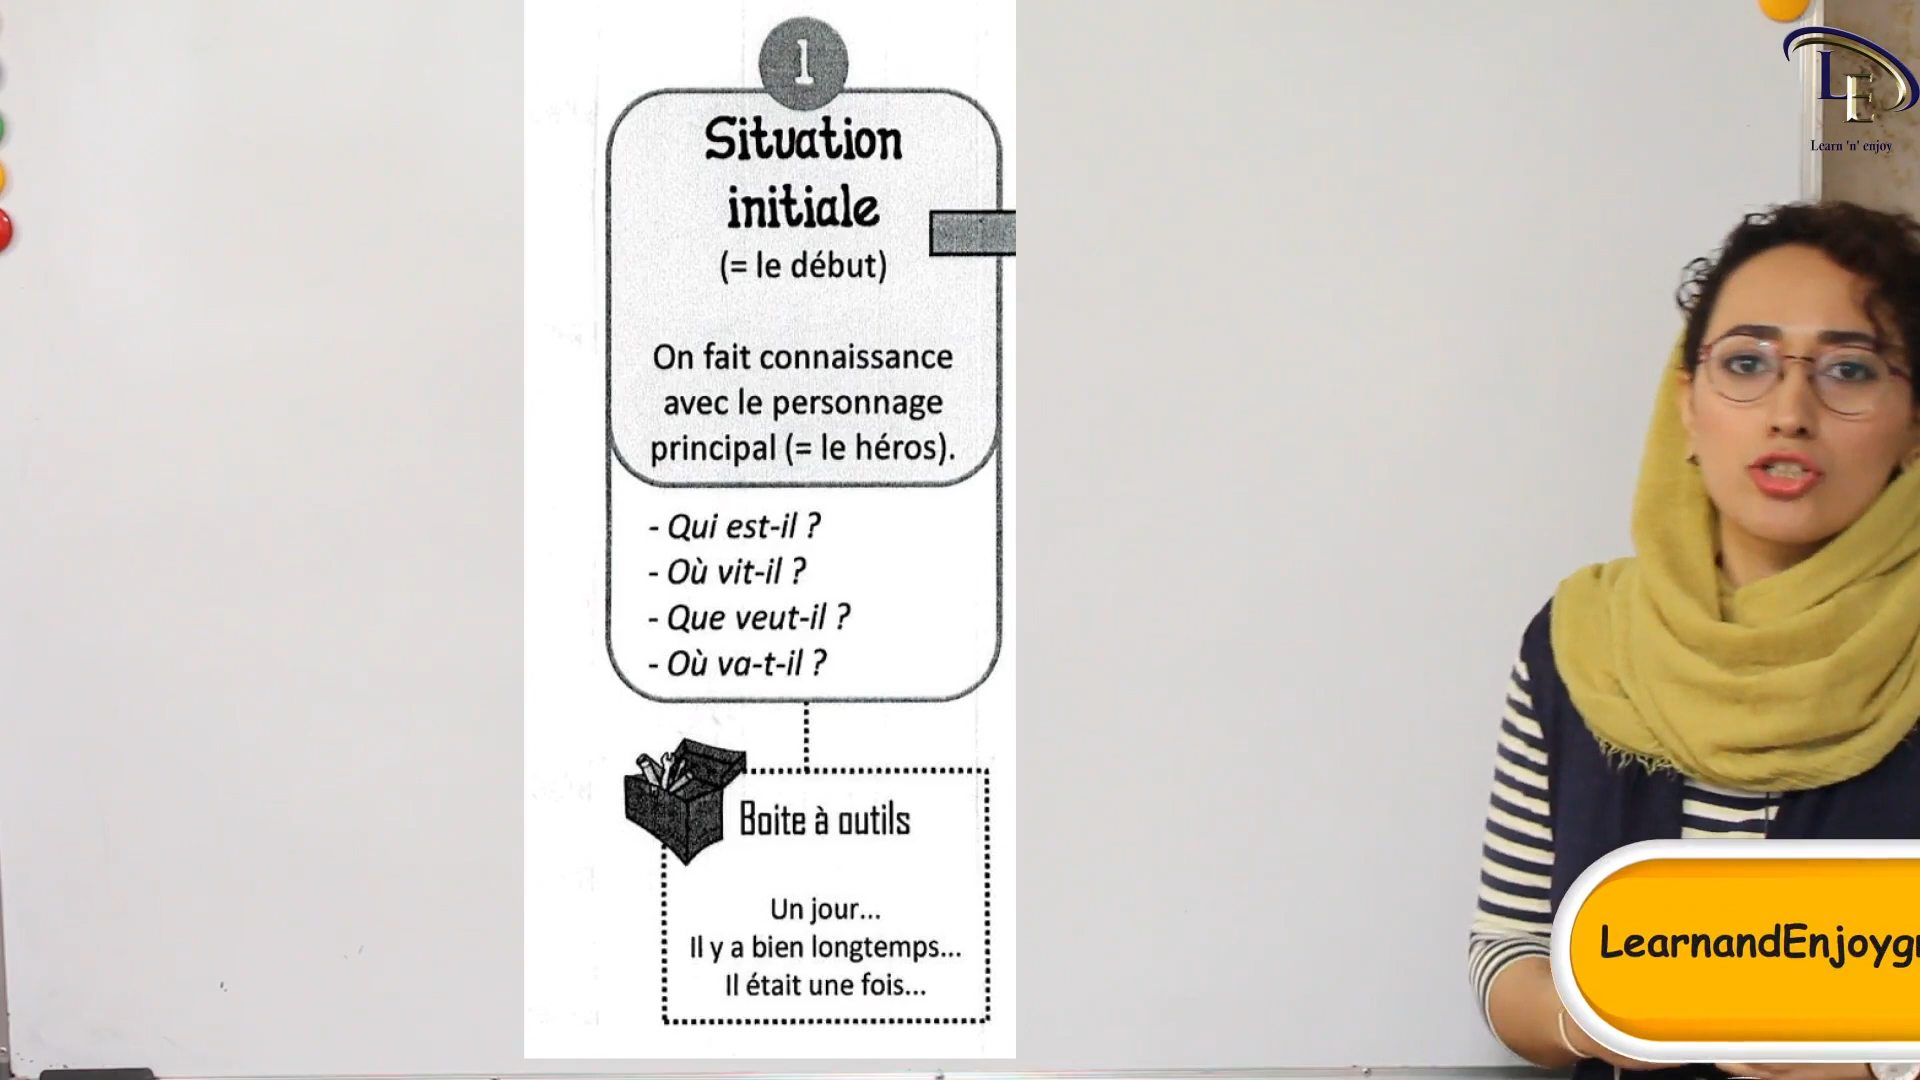 1
Situation
initiale
(= le début)
On fait connaissance
avec le personnage
principal (= le héros).
- Qui est-il ?
- Où vit-il ?
- Que veut-il ?
- Où va-t-il ?
Boite à outils
Un jour...
Il y a bien longtemps...
Il était une fois...
LE
Learn 'n' enjoy
LearnandEnjoygr